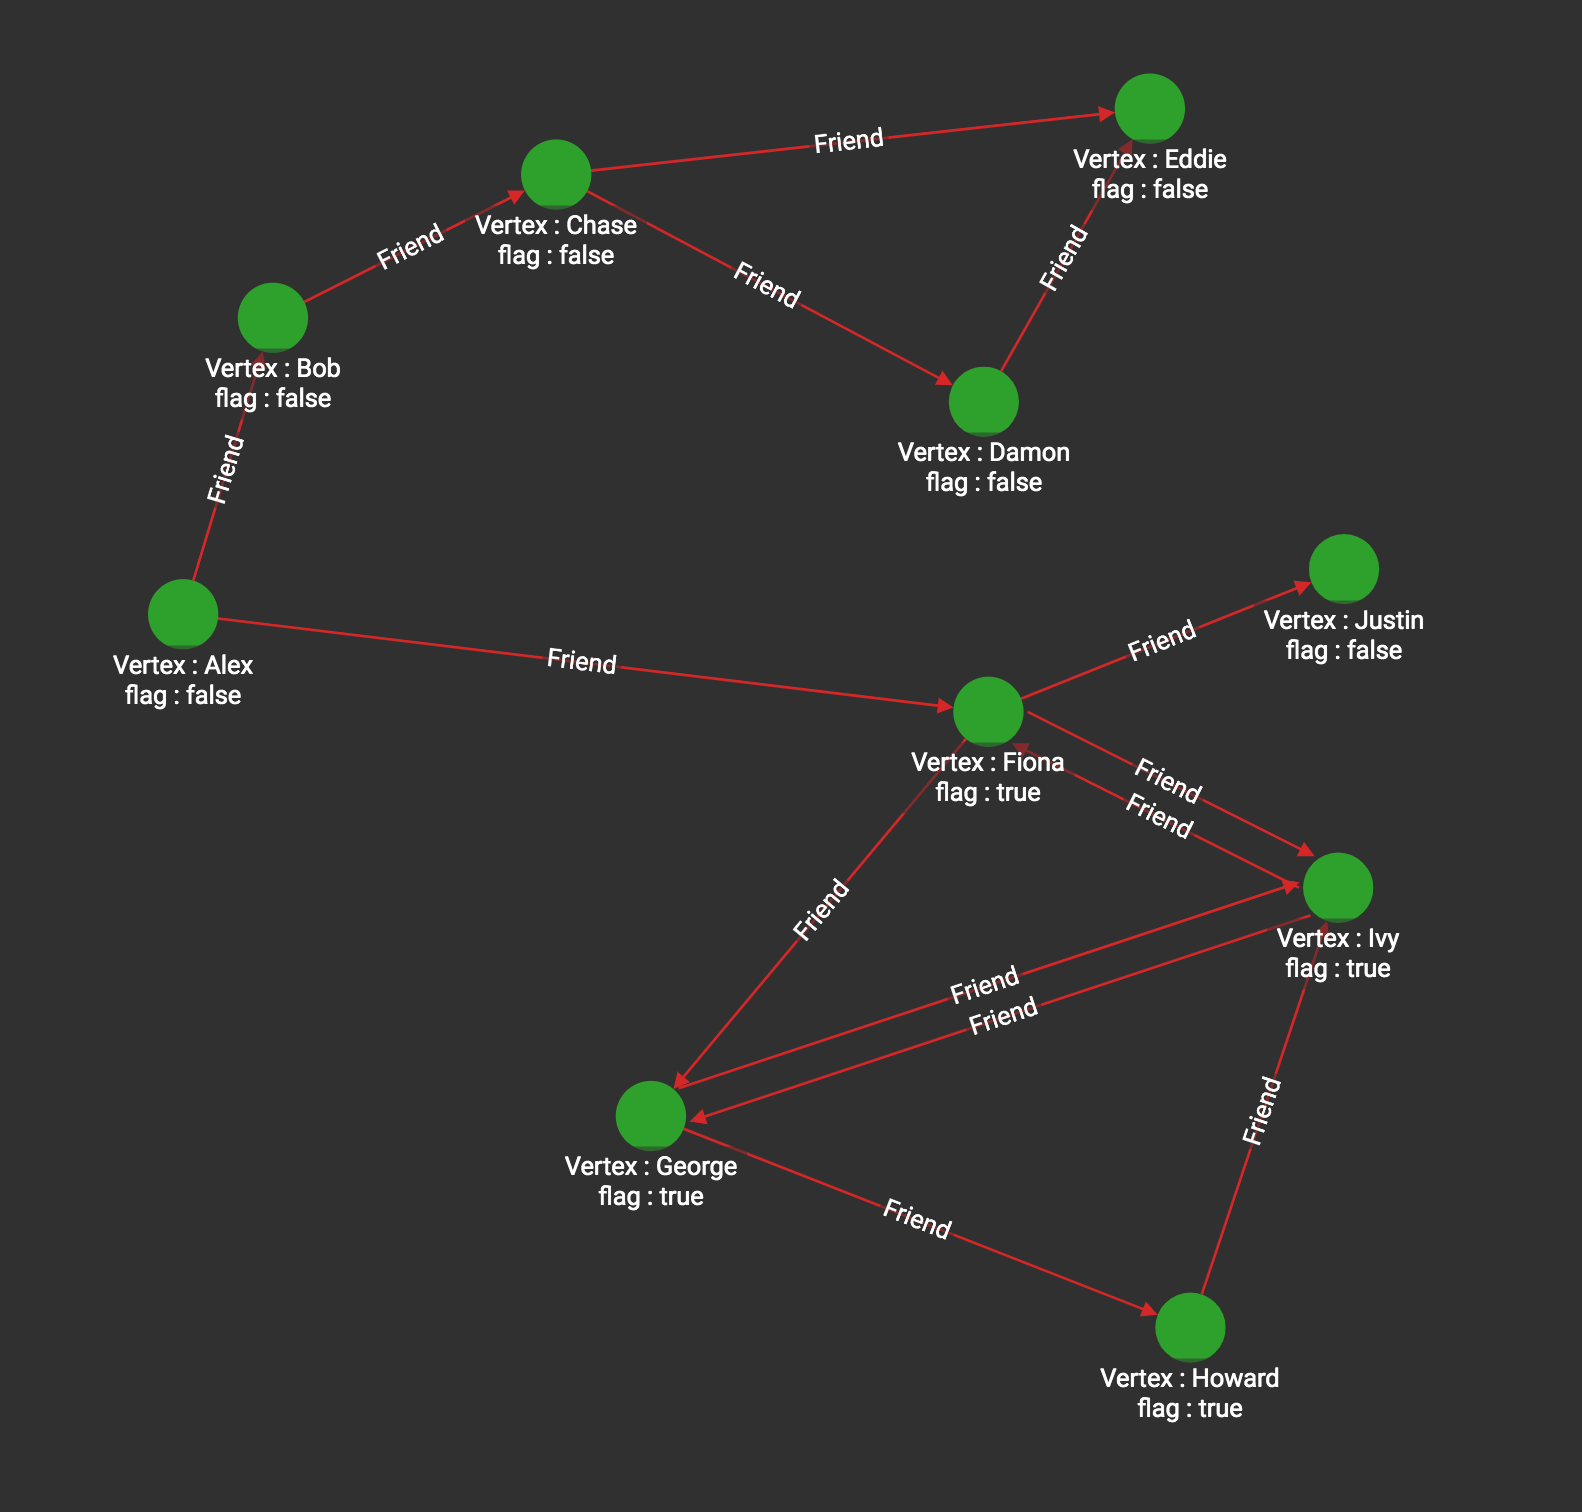 Friend
Vertex : Eddie
flag : false
Vertex : Chase
flag : false
Friend
Friend
Friend
Vertex : Bob
flag : false
Friend
Vertex : Damon
flag : false
Vertex : Alex
flag : false
Friend
Friend
Vertex : Justin
flag : false
Vertex : Fiona
flag : true
Friend
Friend
Friend
Vertex : Ivy
flag : true
Friend
Friend
Friend
Vertex : George
flag : true
Friend
Vertex : Howard
flag : true